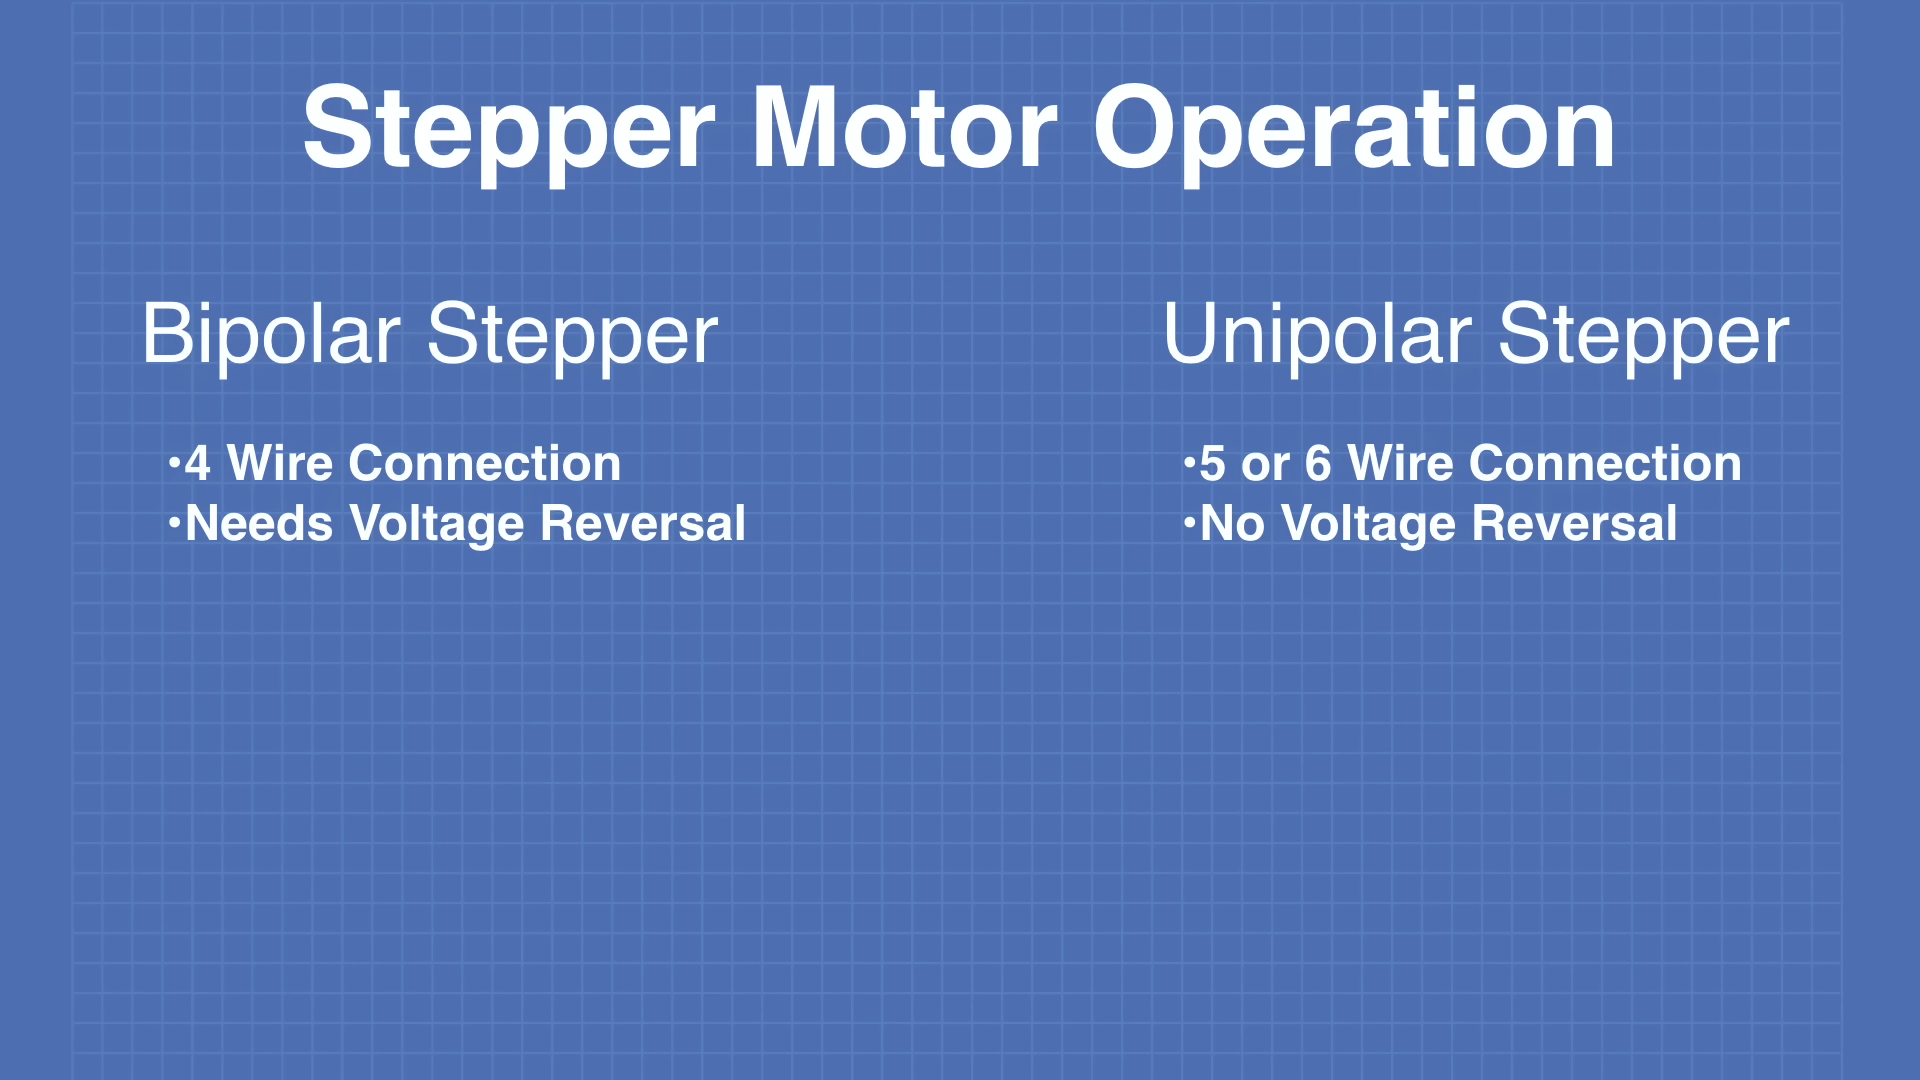 Stepper Motor Operation
Bipolar Stepper
•4 Wire Connection
•Needs Voltage Reversal
Unipolar Stepper
•5 or 6 Wire Connection
•No Voltage Reversal